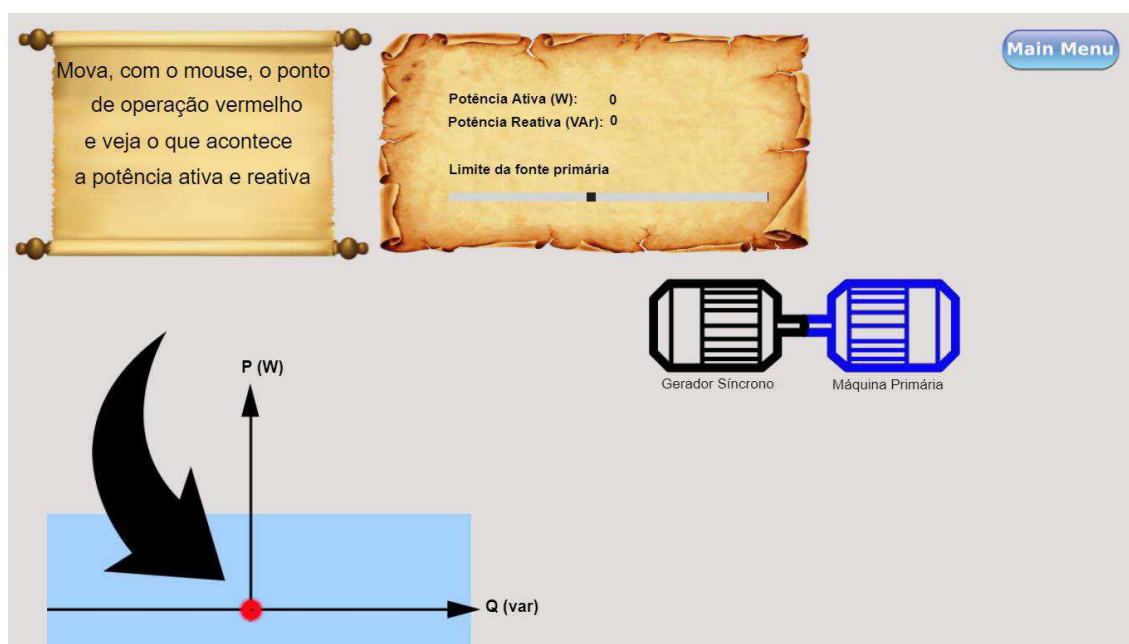 Mova, com o mouse, o ponto
de operação vermelho
e veja o que acontece
a potência ativa e reativa
Potência Ativa (W): 0
Potência Reativa (VAr): 0
Limite da fonte primária
Main Menu
Gerador Síncrono
Máquina Primária
P (W)
Q (var)